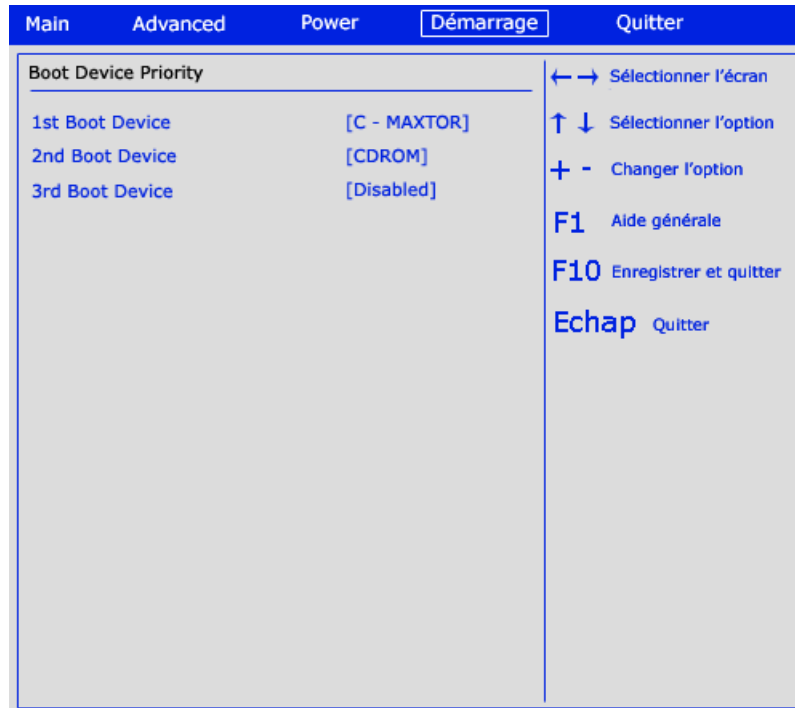 Main Advanced Power Démarrage Quitter
Boot Device Priority
1st Boot Device [C - MAXTOR]
2nd Boot Device [CDROM]
3rd Boot Device [Disabled]
←→ Sélectionner l'écran
↑ ↓ Sélectionner l'option
+ - Changer l'option
F1 Aide générale
F10 Enregistrer et quitter
Echap Quitter